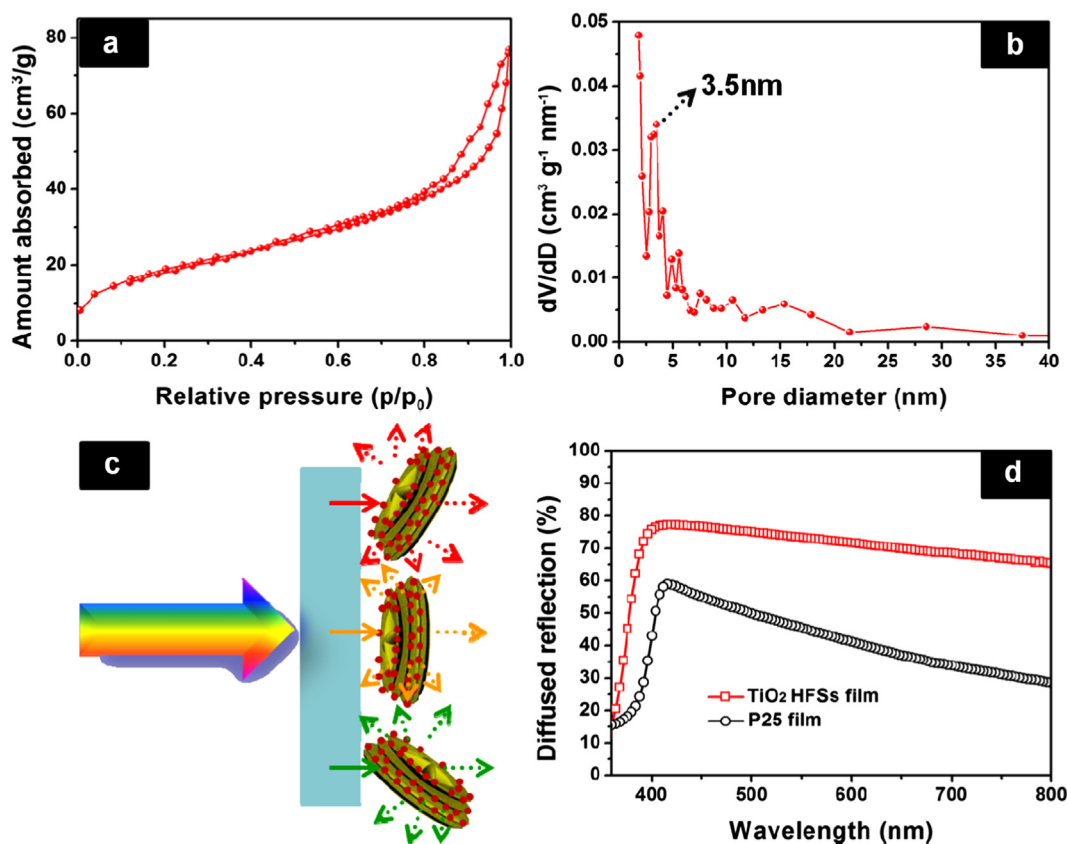 a
Amount absorbed (cm³/g)
80
60
40
20
0
0.0 0.2 0.4 0.6 0.8 1.0
Relative pressure (p/p₀)
b
3.5nm
dV/dD (cm³ g⁻¹ nm⁻¹)
0.05
0.04
0.03
0.02
0.01
0.00
0 5 10 15 20 25 30 35 40
Pore diameter (nm)
c
d
Diffused reflection (%)
100
90
80
70
60
50
40
30
20
10
0
TiO₂ HFSs film
P25 film
400 500 600 700 800
Wavelength (nm)